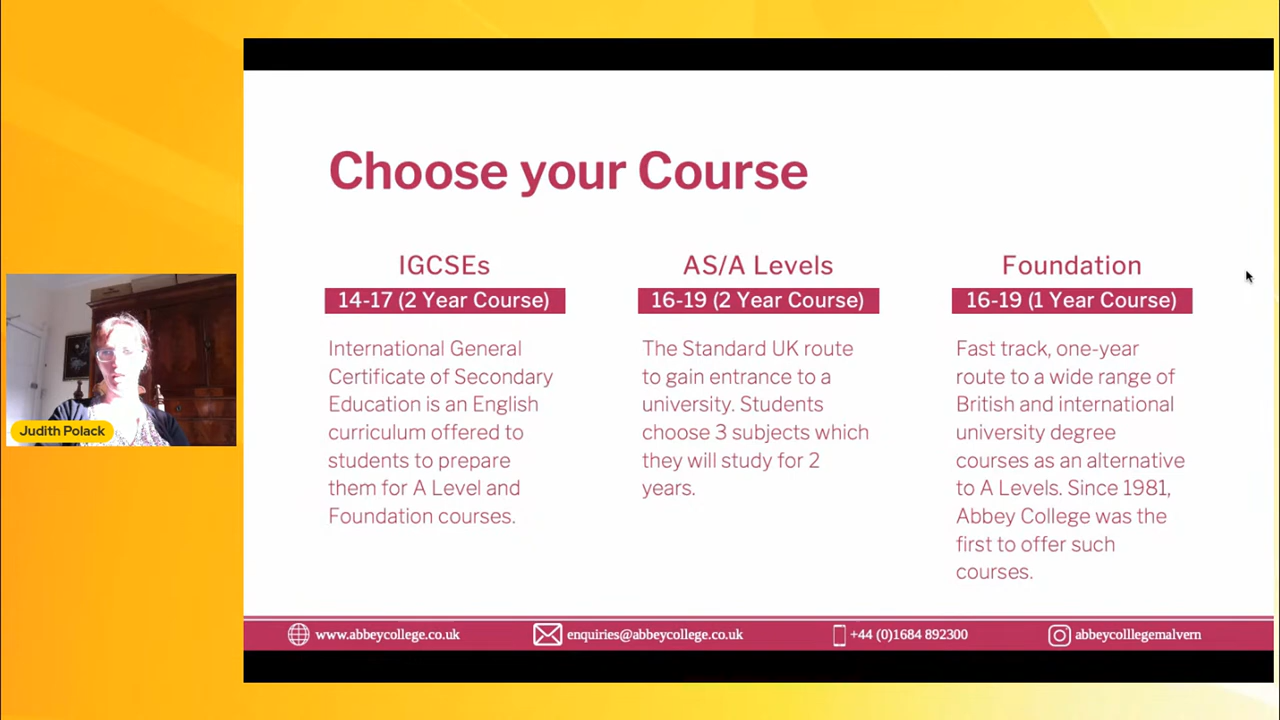 Choose your Course
IGCSEs
14-17 (2 Year Course)
International General
Certificate of Secondary
Education is an English
curriculum offered to
students to prepare
them for A Level and
Foundation courses.
AS/A Levels
16-19 (2 Year Course)
The Standard UK route
to gain entrance to a
university. Students
choose 3 subjects which
they will study for 2
years.
Foundation
16-19 (1 Year Course)
Fast track, one-year
route to a wide range of
British and international
university degree
courses as an alternative
to A Levels. Since 1981,
Abbey College was the
first to offer such
courses.
Judith Polack
www.abbeycollege.co.uk
enquiries@abbeycollege.co.uk
+44 (0)1684 892300
abbeycolllegemalvern